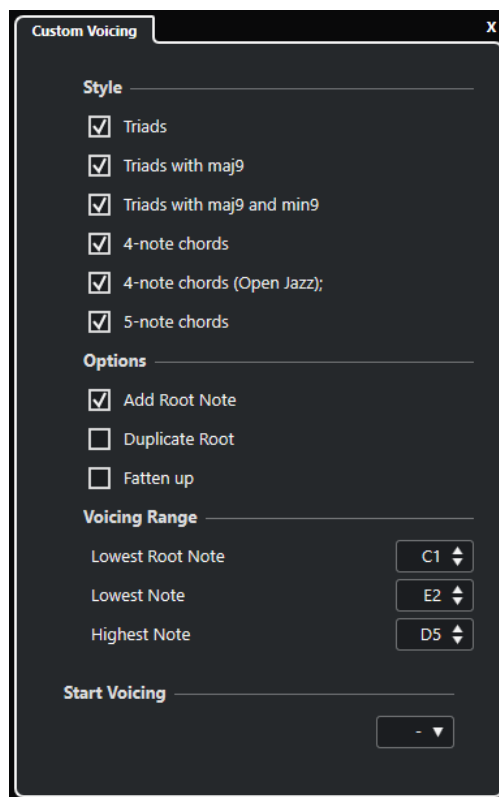 Custom Voicing x
Style
Triads
Triads with maj9
Triads with maj9 and min9
4-note chords
4-note chords (Open Jazz);
5-note chords
Options
Add Root Note
Duplicate Root
Fatten up
Voicing Range
Lowest Root Note C1
Lowest Note E2
Highest Note D5
Start Voicing
-